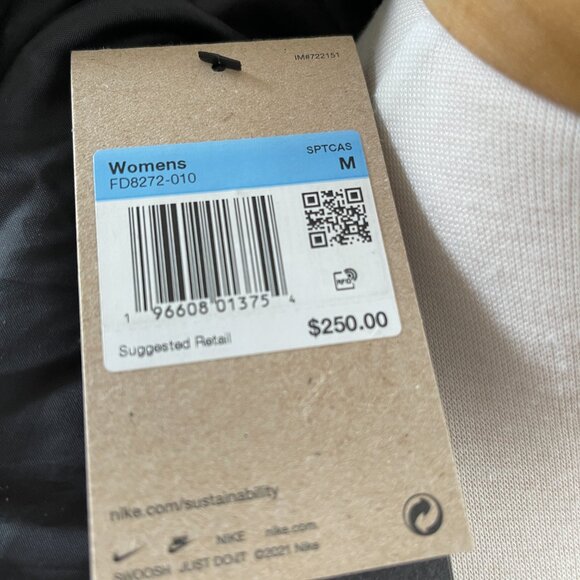 IM#722151
Womens SPTCAS
FD8272-010 M
RFID
1 96608 01375 4
$250.00
Suggested Retail
nike.com/sustainability
NIKE nike.com
SWOOSH JUST DO IT ©2021 Nike